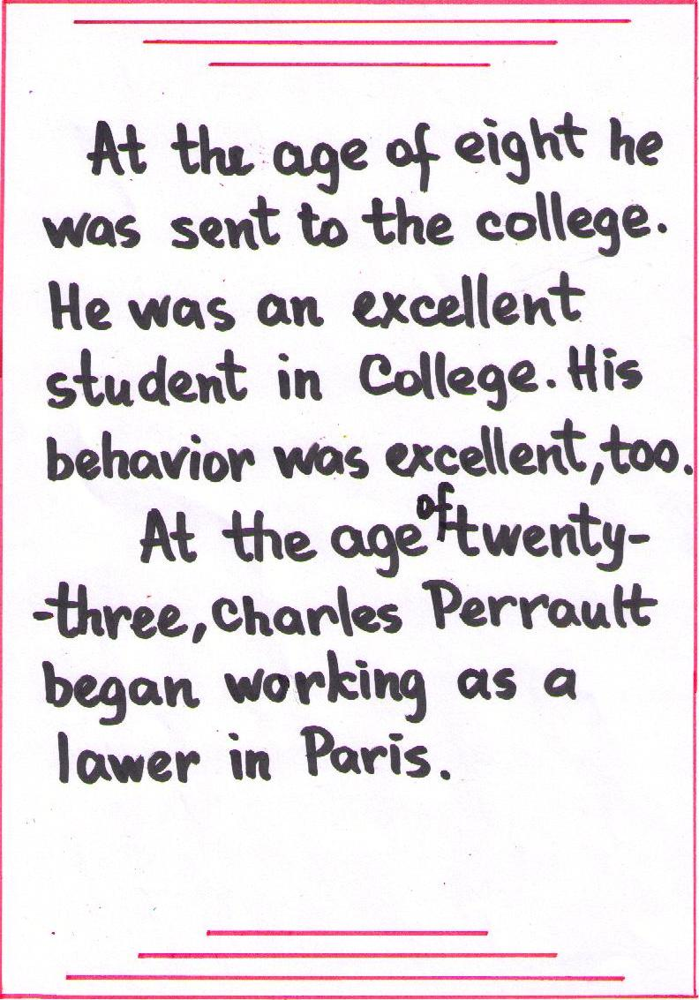 At the age of eight he
was sent to the college.
He was an excellent
student in College. His
behavior was excellent, too.
At the age of twenty-
-three, Charles Perrault
began working as a
lawer in Paris.